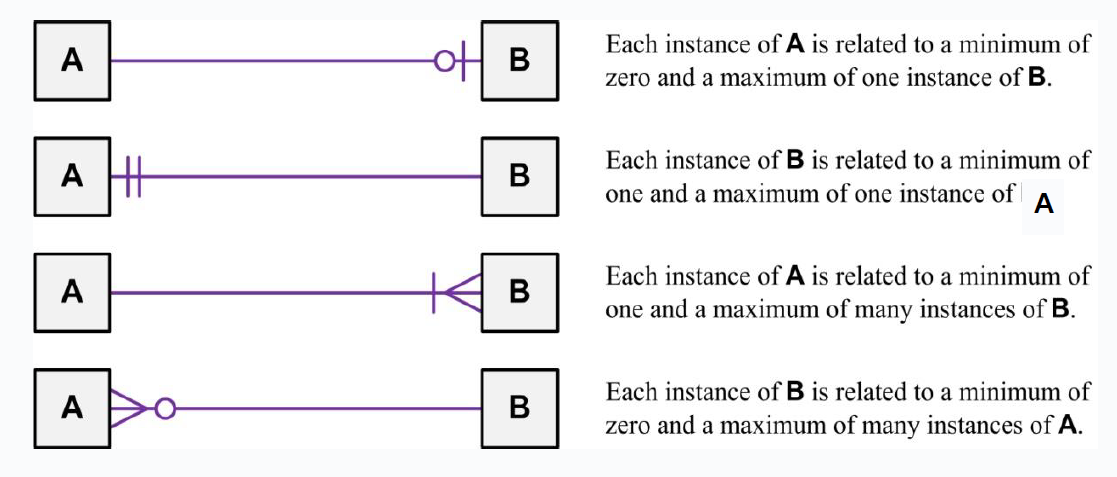 A B Each instance of A is related to a minimum of
zero and a maximum of one instance of B.
A B Each instance of B is related to a minimum of
one and a maximum of one instance of A
A B Each instance of A is related to a minimum of
one and a maximum of many instances of B.
A B Each instance of B is related to a minimum of
zero and a maximum of many instances of A.